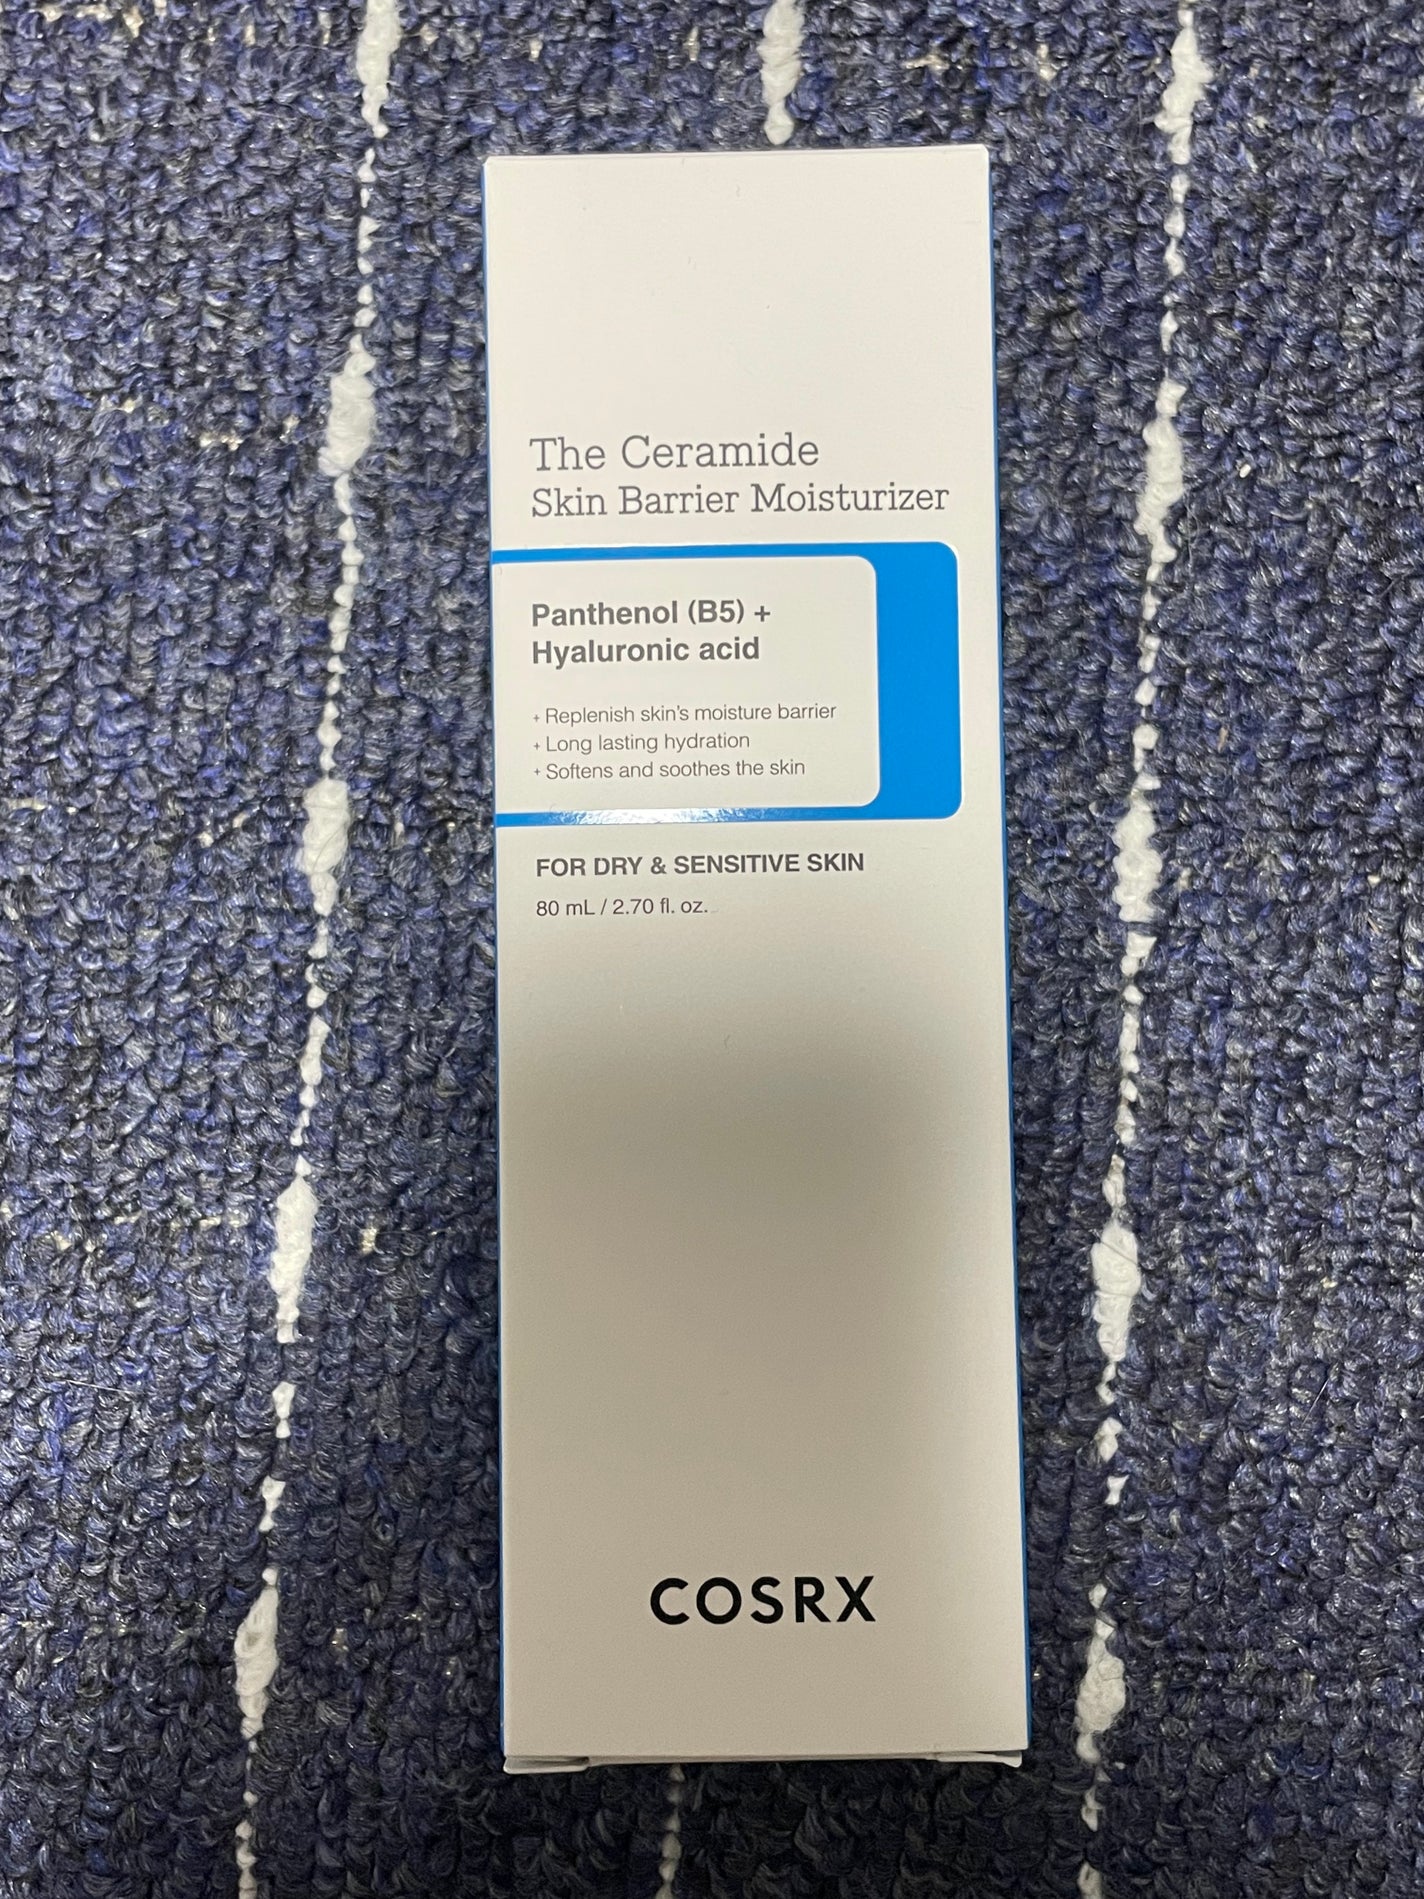 The Ceramide
Skin Barrier Moisturizer
Panthenol (B5) +
Hyaluronic acid
+ Replenish skin's moisture barrier
+ Long lasting hydration
+ Softens and soothes the skin
FOR DRY & SENSITIVE SKIN
80 mL / 2.70 fl. oz.
COSRX